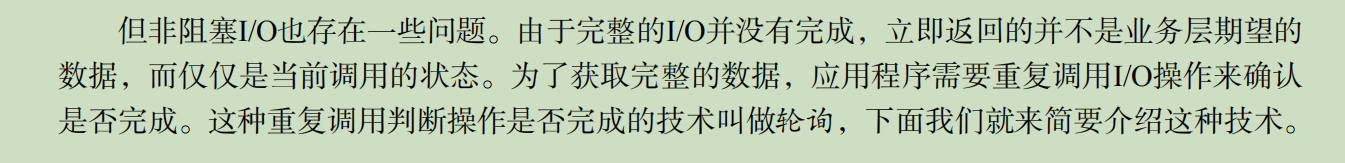 但非阻塞I/O也存在一些问题。由于完整的I/O并没有完成，立即返回的并不是业务层期望的
数据，而仅仅是当前调用的状态。为了获取完整的数据，应用程序需要重复调用I/O操作来确认
是否完成。这种重复调用判断操作是否完成的技术叫做轮询，下面我们就来简要介绍这种技术。